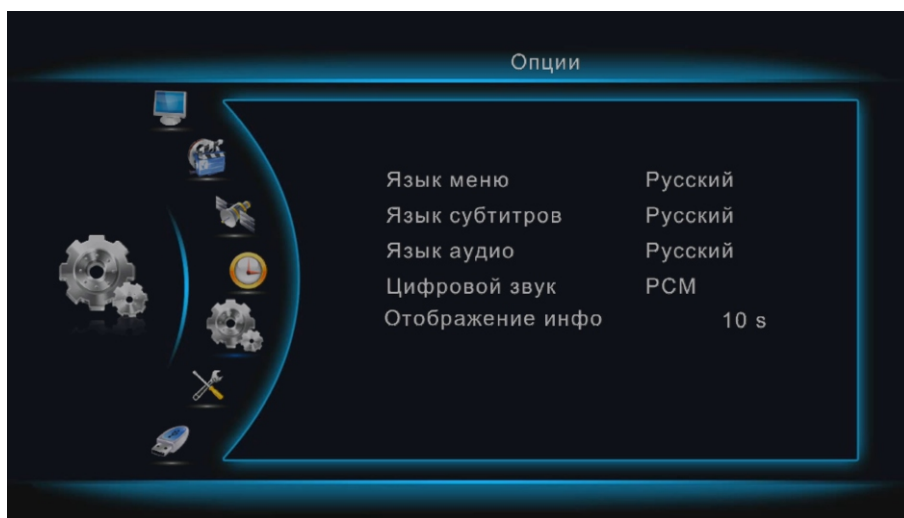 Опции
Язык меню Русский
Язык субтитров Русский
Язык аудио Русский
Цифровой звук PCM
Отображение инфо 10 s